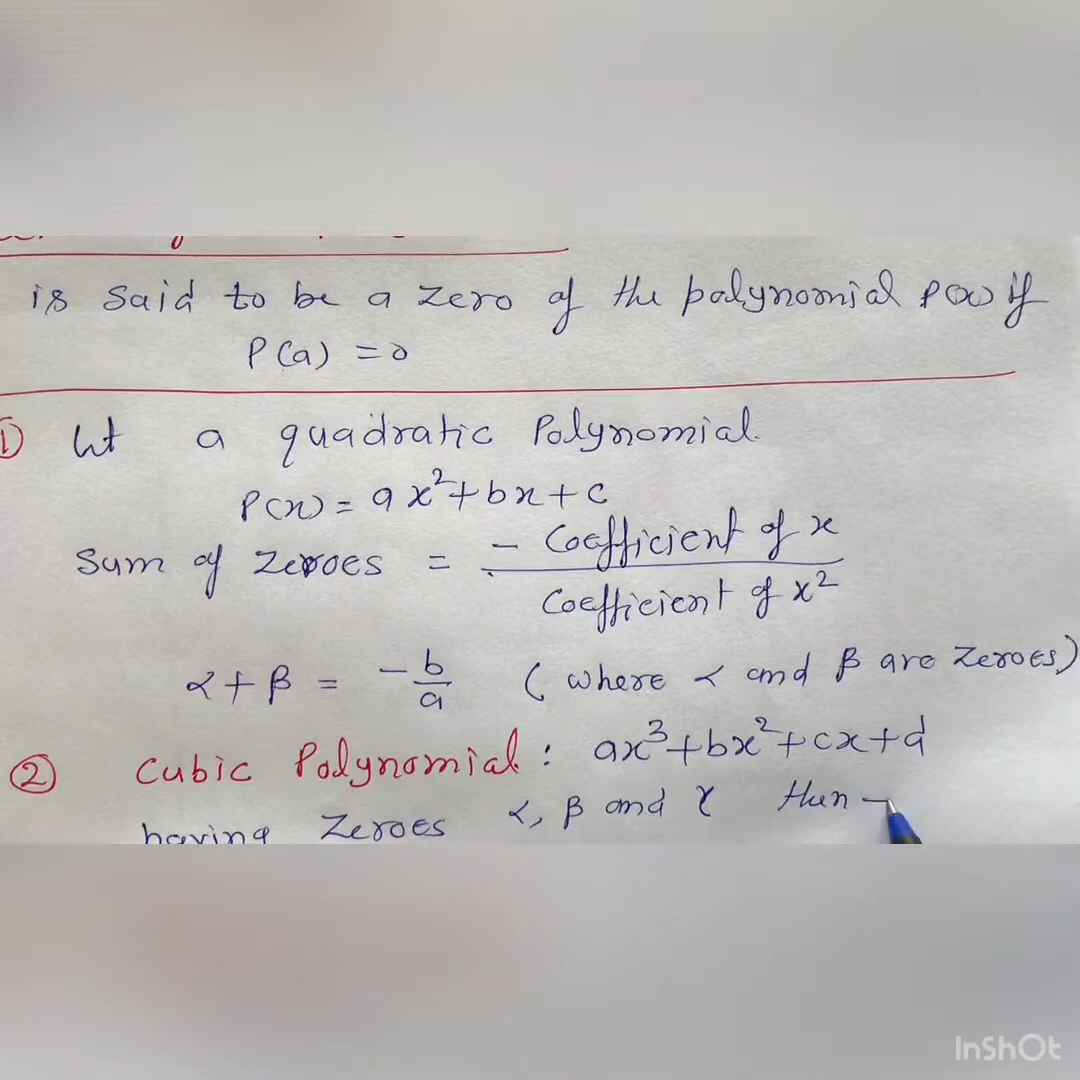 is said to be a zero of the polynomial p(x) if
P(a) = 0
① Let a quadratic Polynomial.
P(x) = ax²+bx+c
Sum of zeroes = - Coefficient of x / Coefficient of x²
α+β = -b/a (where α and β are zeroes)
② Cubic Polynomial : ax³+bx²+cx+d
having zeroes α, β and γ then -
InShOt